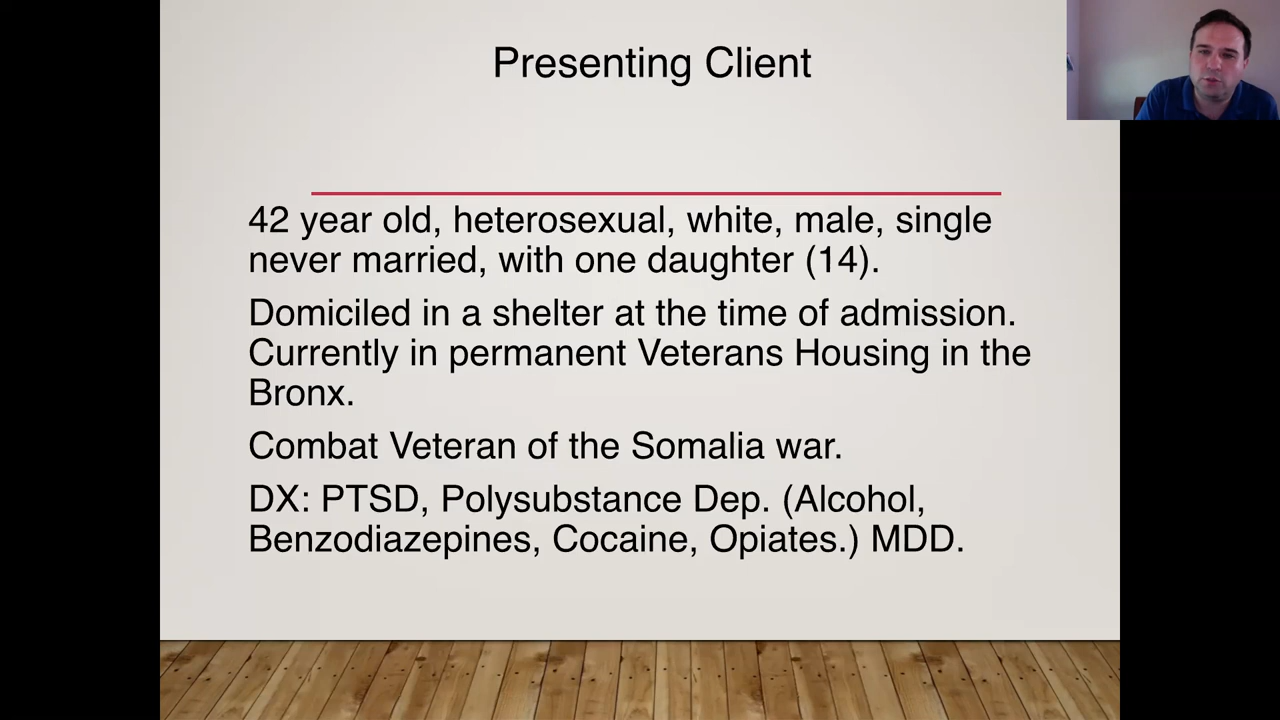 Presenting Client
42 year old, heterosexual, white, male, single
never married, with one daughter (14).
Domiciled in a shelter at the time of admission.
Currently in permanent Veterans Housing in the
Bronx.
Combat Veteran of the Somalia war.
DX: PTSD, Polysubstance Dep. (Alcohol,
Benzodiazepines, Cocaine, Opiates.) MDD.